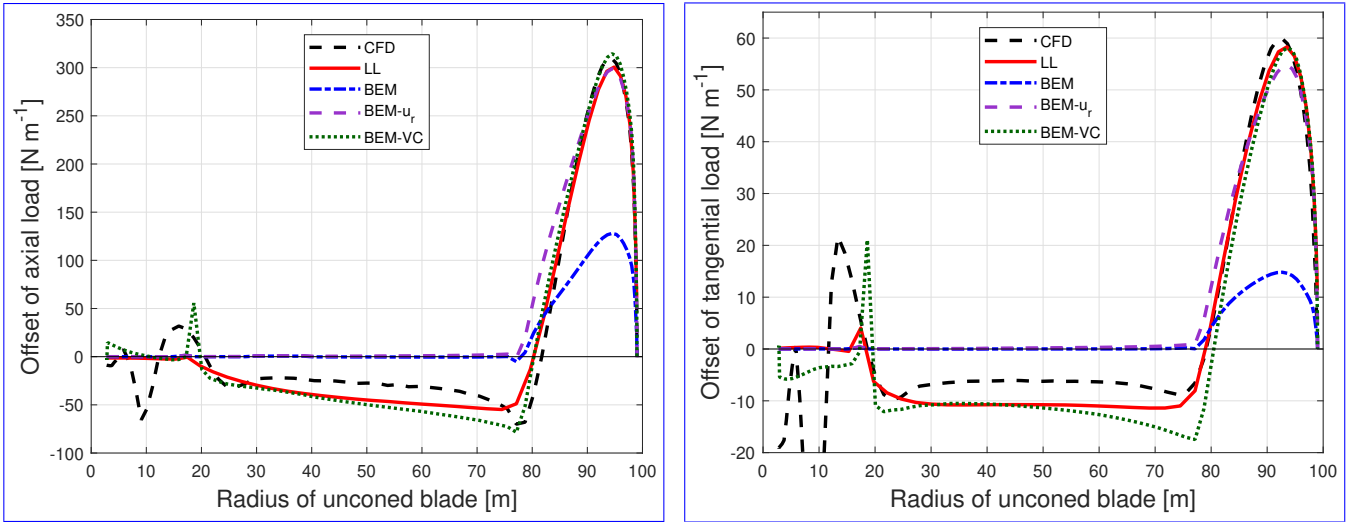 Offset of axial load [N m⁻¹]
350
300
250
200
150
100
50
0
-50
-100
CFD
LL
BEM
BEM-uᵣ
BEM-VC
0 10 20 30 40 50 60 70 80 90 100
Radius of unconed blade [m]
Offset of tangential load [N m⁻¹]
60
50
40
30
20
10
0
-10
-20
CFD
LL
BEM
BEM-uᵣ
BEM-VC
0 10 20 30 40 50 60 70 80 90 100
Radius of unconed blade [m]